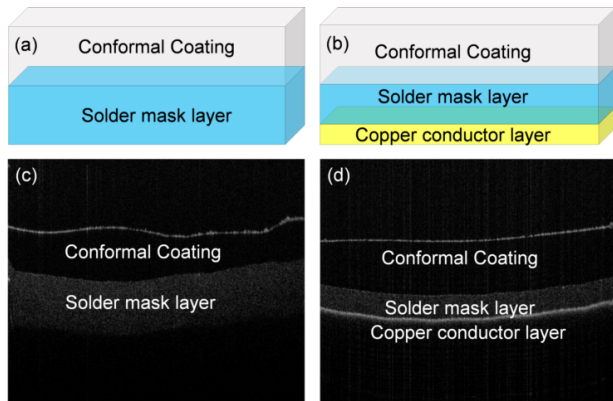 (a)
Conformal Coating
Solder mask layer
(b)
Conformal Coating
Solder mask layer
Copper conductor layer
(c)
Conformal Coating
Solder mask layer
(d)
Conformal Coating
Solder mask layer
Copper conductor layer